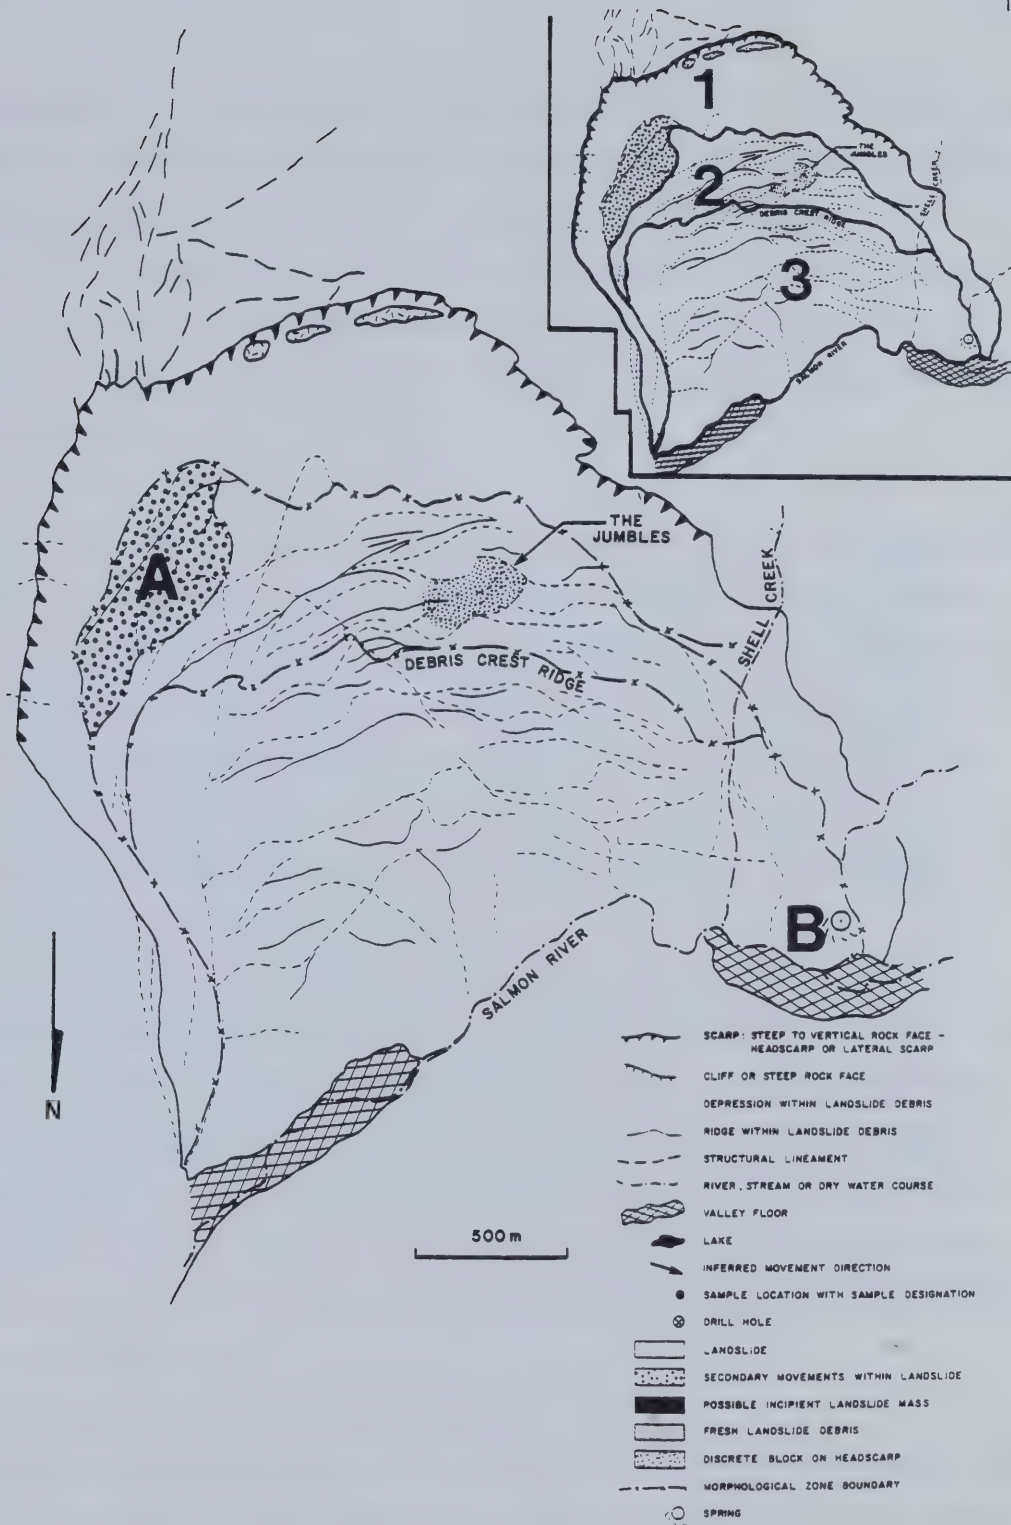 1
THE
JUMBLES
2
SHELL CREEK
DEBRIS CREST RIDGE
3
SALMON RIVER
THE
JUMBLES
A
SHELL CREEK
DEBRIS CREST RIDGE
B
SALMON RIVER
N
500 m
SCARP: STEEP TO VERTICAL ROCK FACE -
HEADSCARP OR LATERAL SCARP
CLIFF OR STEEP ROCK FACE
DEPRESSION WITHIN LANDSLIDE DEBRIS
RIDGE WITHIN LANDSLIDE DEBRIS
STRUCTURAL LINEAMENT
RIVER, STREAM OR DRY WATER COURSE
VALLEY FLOOR
LAKE
INFERRED MOVEMENT DIRECTION
SAMPLE LOCATION WITH SAMPLE DESIGNATION
DRILL HOLE
LANDSLIDE
SECONDARY MOVEMENTS WITHIN LANDSLIDE
POSSIBLE INCIPIENT LANDSLIDE MASS
FRESH LANDSLIDE DEBRIS
DISCRETE BLOCK ON HEADSCARP
MORPHOLOGICAL ZONE BOUNDARY
SPRING